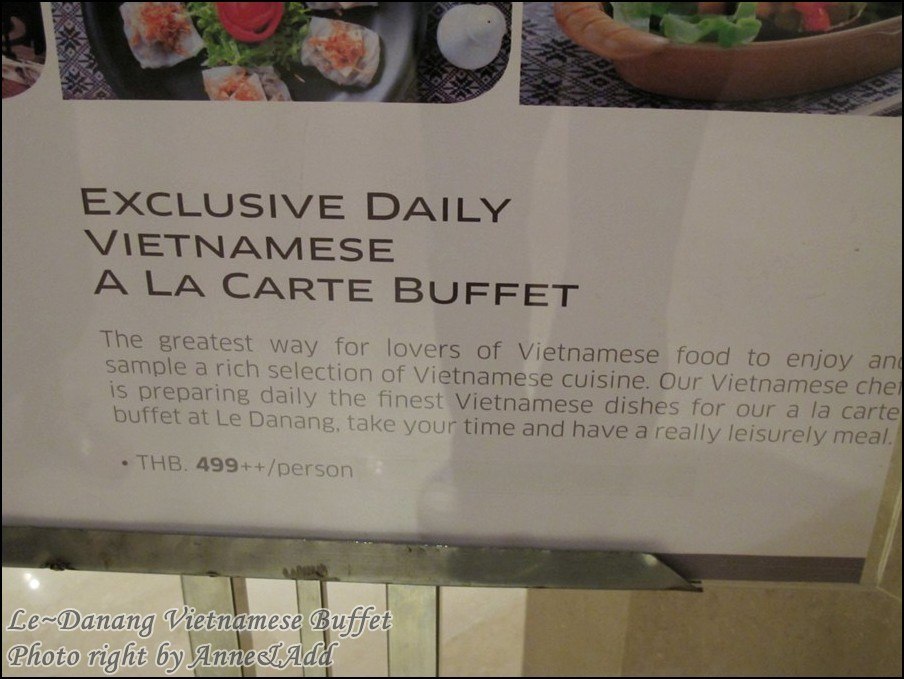 EXCLUSIVE DAILY
VIETNAMESE
A LA CARTE BUFFET
The greatest way for lovers of Vietnamese food to enjoy and
sample a rich selection of Vietnamese cuisine. Our Vietnamese chef
is preparing daily the finest Vietnamese dishes for our a la carte
buffet at Le Danang, take your time and have a really leisurely meal.
• THB. 499++/person
Le~Danang Vietnamese Buffet
Photo right by Anne&Add